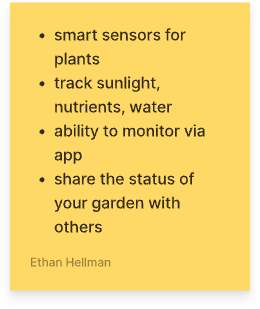 • smart sensors for
plants
• track sunlight,
nutrients, water
• ability to monitor via
app
• share the status of
your garden with
others
Ethan Hellman